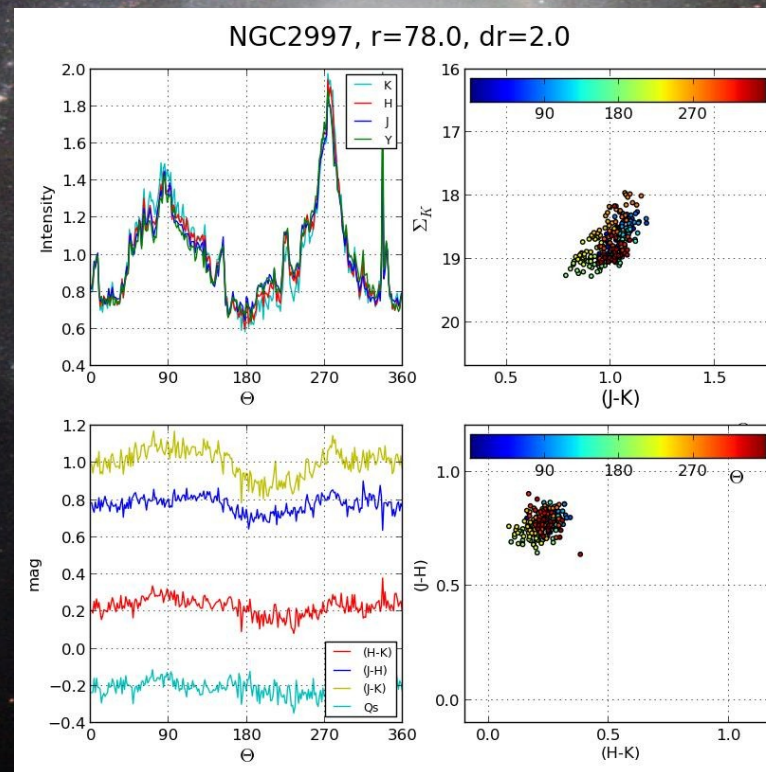 NGC2997, r=78.0, dr=2.0
2.0
1.8
1.6
1.4
1.2
1.0
0.8
0.6
0.4
Intensity
K
H
J
Y
0 90 180 270 360
Θ
16
17
18
19
20
Σ_K
90 180 270
0.5 1.0 1.5
(J-K)
1.2
1.0
0.8
0.6
0.4
0.2
0.0
−0.2
−0.4
mag
(H-K)
(J-H)
(J-K)
Qs
0 90 180 270 360
Θ
1.0
0.5
0.0
(J-H)
90 180 270
Θ
0.0 0.5 1.0
(H-K)